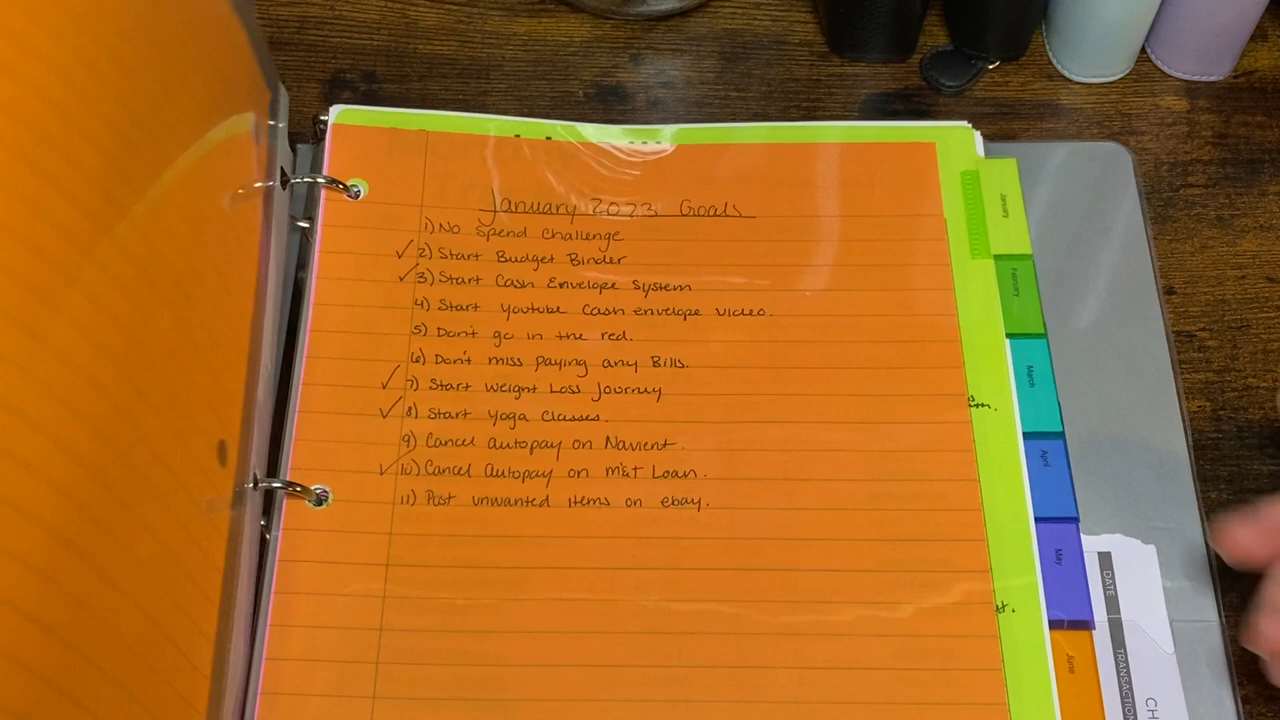 January 2023 Goals
1) No Spend Challenge
✓ 2) Start Budget Binder
✓ 3) Start Cash Envelope System
4) Start Youtube Cash envelope video.
5) Don't go in the red.
6) Don't miss paying any Bills.
✓ 7) Start Weight Loss Journey
✓ 8) Start Yoga Classes.
9) Cancel Autopay on Navient.
✓ 10) Cancel Autopay on M&T Loan.
11) Post unwanted items on ebay.
January
February
March
April
May
June
DATE
TRANSACTION